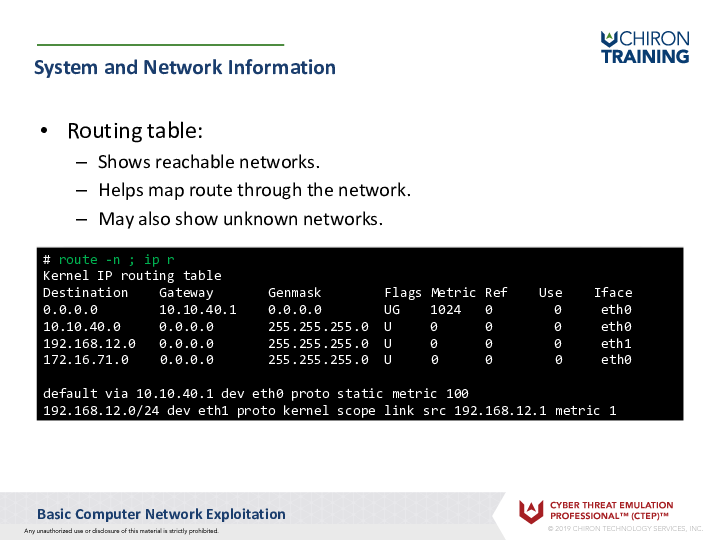 CHIRON
TRAINING
System and Network Information
• Routing table:
– Shows reachable networks.
– Helps map route through the network.
– May also show unknown networks.
# route -n ; ip r
Kernel IP routing table
Destination Gateway Genmask Flags Metric Ref Use Iface
0.0.0.0 10.10.40.1 0.0.0.0 UG 1024 0 0 eth0
10.10.40.0 0.0.0.0 255.255.255.0 U 0 0 0 eth0
192.168.12.0 0.0.0.0 255.255.255.0 U 0 0 0 eth1
172.16.71.0 0.0.0.0 255.255.255.0 U 0 0 0 eth0
default via 10.10.40.1 dev eth0 proto static metric 100
192.168.12.0/24 dev eth1 proto kernel scope link src 192.168.12.1 metric 1
Basic Computer Network Exploitation
Any unauthorized use or disclosure of this material is strictly prohibited.
CYBER THREAT EMULATION
PROFESSIONAL™ (CTEP)™
© 2019 CHIRON TECHNOLOGY SERVICES, INC.